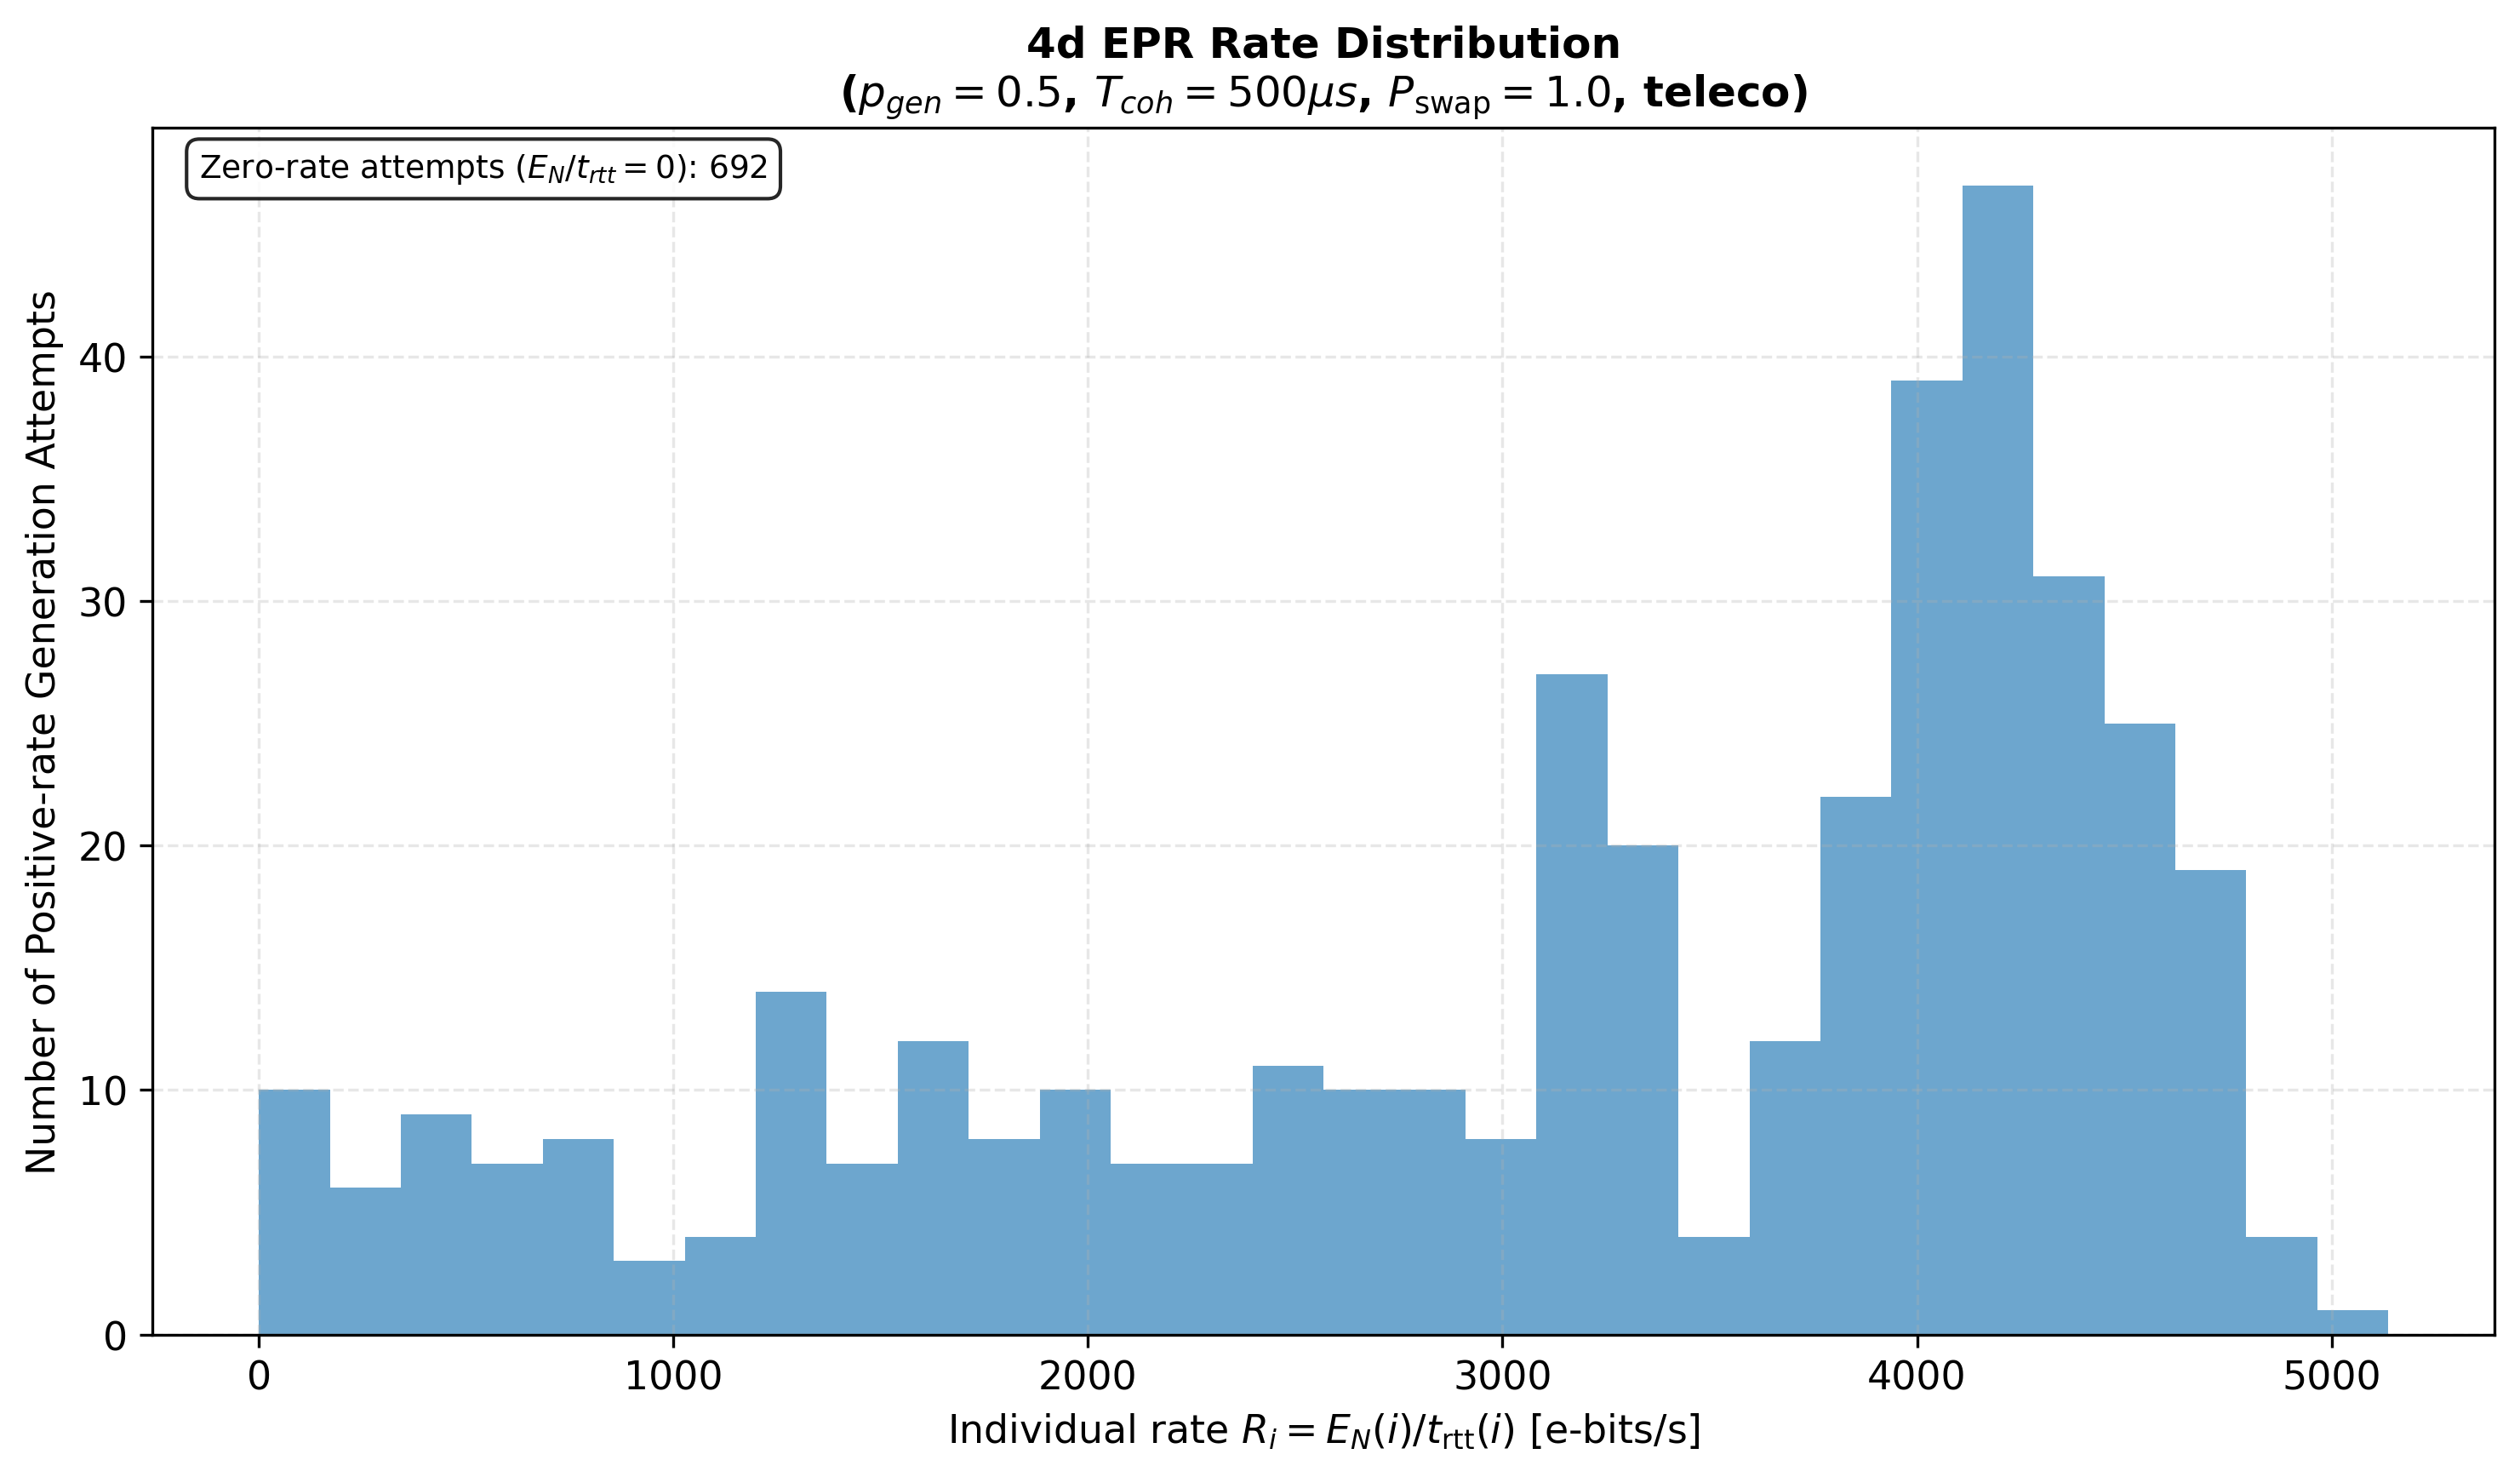 4d EPR Rate Distribution
(p_gen = 0.5, T_coh = 500μs, P_swap = 1.0, teleco)
Zero-rate attempts (E_N/t_rtt = 0): 692
Number of Positive-rate Generation Attempts
40
30
20
10
0
0 1000 2000 3000 4000 5000
Individual rate R_i = E_N(i)/t_rtt(i) [e-bits/s]